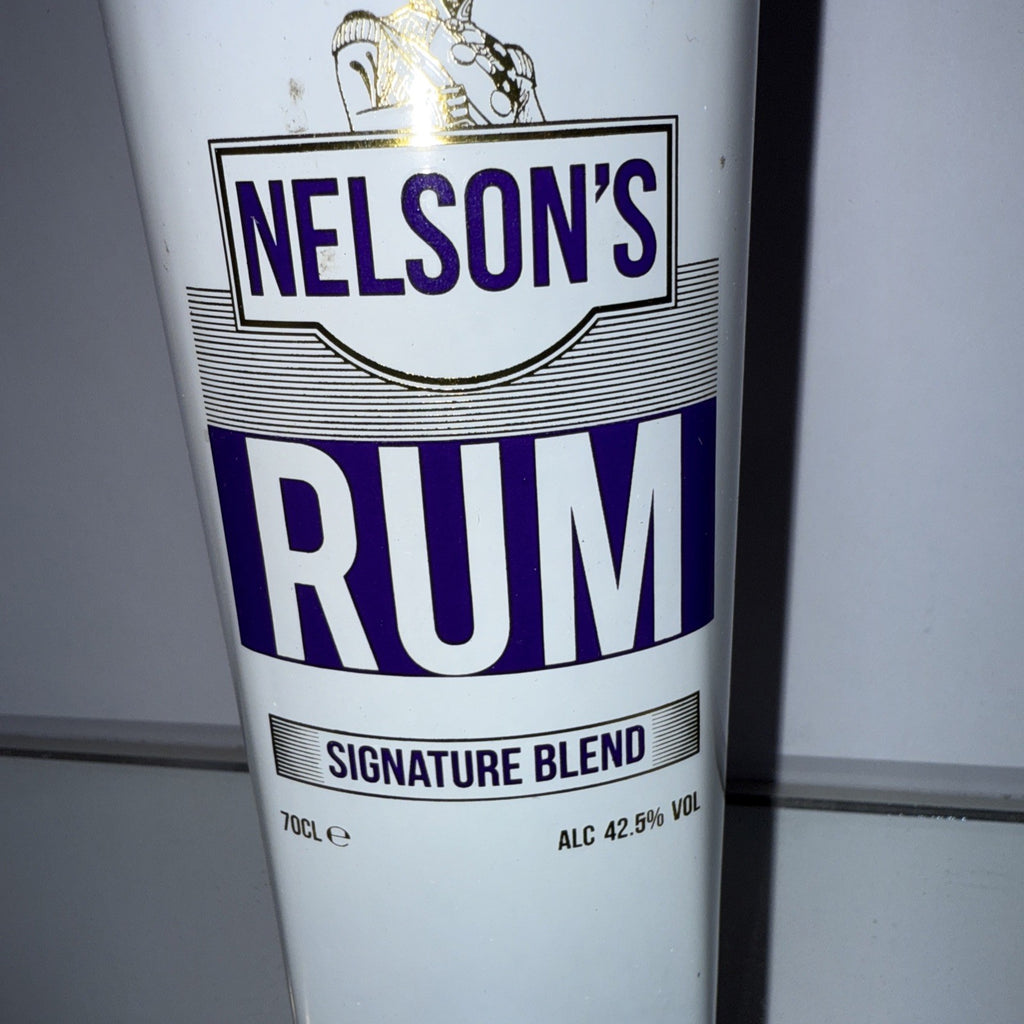 NELSON'S
RUM
SIGNATURE BLEND
70CL ℮
ALC 42.5% VOL